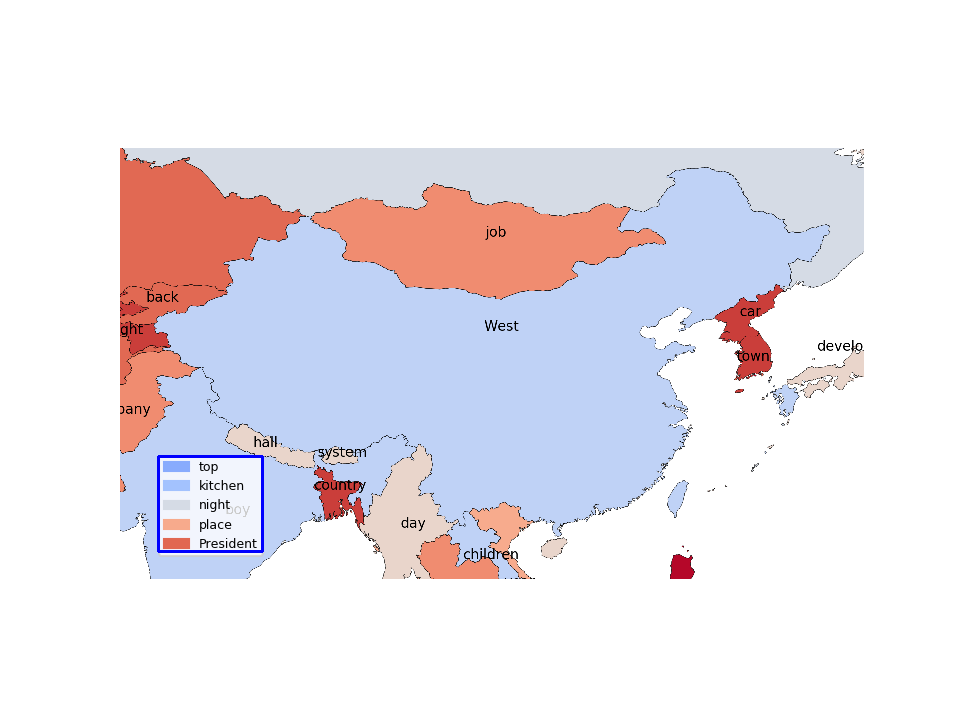 job
back
car
West
ght
town
develo
pany
hall
system
top
country
kitchen
night
boy
place
day
President
children